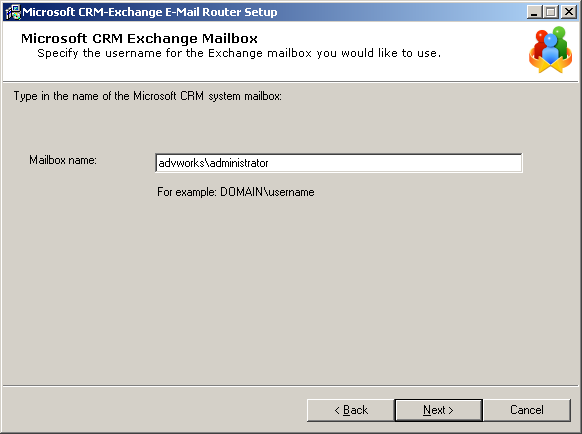 Microsoft CRM-Exchange E-Mail Router Setup
Microsoft CRM Exchange Mailbox
Specify the username for the Exchange mailbox you would like to use.
Type in the name of the Microsoft CRM system mailbox:
Mailbox name:
advworks\administrator
For example: DOMAIN\username
< Back
Next >
Cancel